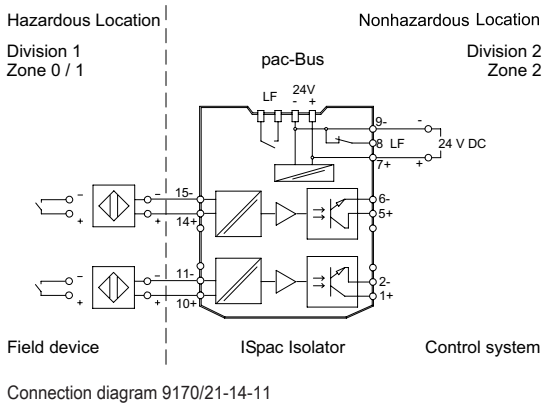 Hazardous Location
Nonhazardous Location
Division 1
Zone 0 / 1
Division 2
Zone 2
pac-Bus
LF
24V
- +
9-
-
8 LF
24 V DC
7+
+
- - 15-
+ + 14+
6-
5+
- - 11-
+ + 10+
2-
1+
Field device
ISpac Isolator
Control system
Connection diagram 9170/21-14-11